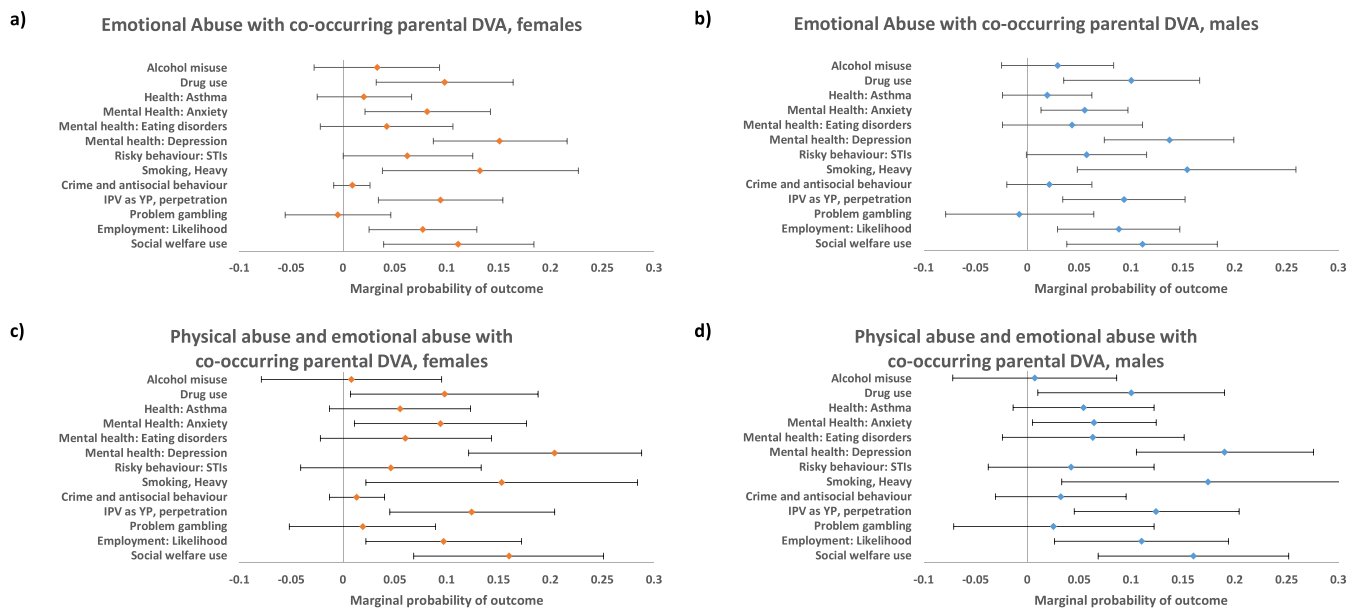 a)
Emotional Abuse with co-occurring parental DVA, females
Alcohol misuse
Drug use
Health: Asthma
Mental Health: Anxiety
Mental health: Eating disorders
Mental health: Depression
Risky behaviour: STIs
Smoking, Heavy
Crime and antisocial behaviour
IPV as YP, perpetration
Problem gambling
Employment: Likelihood
Social welfare use
-0.1 -0.05 0 0.05 0.1 0.15 0.2 0.25 0.3
Marginal probability of outcome
b)
Emotional Abuse with co-occurring parental DVA, males
Alcohol misuse
Drug use
Health: Asthma
Mental Health: Anxiety
Mental health: Eating disorders
Mental health: Depression
Risky behaviour: STIs
Smoking, Heavy
Crime and antisocial behaviour
IPV as YP, perpetration
Problem gambling
Employment: Likelihood
Social welfare use
-0.1 -0.05 0 0.05 0.1 0.15 0.2 0.25 0.3
Marginal probability of outcome
c)
Physical abuse and emotional abuse with
co-occurring parental DVA, females
Alcohol misuse
Drug use
Health: Asthma
Mental Health: Anxiety
Mental health: Eating disorders
Mental health: Depression
Risky behaviour: STIs
Smoking, Heavy
Crime and antisocial behaviour
IPV as YP, perpetration
Problem gambling
Employment: Likelihood
Social welfare use
-0.1 -0.05 0 0.05 0.1 0.15 0.2 0.25 0.3
Marginal probability of outcome
d)
Physical abuse and emotional abuse with
co-occurring parental DVA, males
Alcohol misuse
Drug use
Health: Asthma
Mental Health: Anxiety
Mental health: Eating disorders
Mental health: Depression
Risky behaviour: STIs
Smoking, Heavy
Crime and antisocial behaviour
IPV as YP, perpetration
Problem gambling
Employment: Likelihood
Social welfare use
-0.1 -0.05 0 0.05 0.1 0.15 0.2 0.25 0.3
Marginal probability of outcome